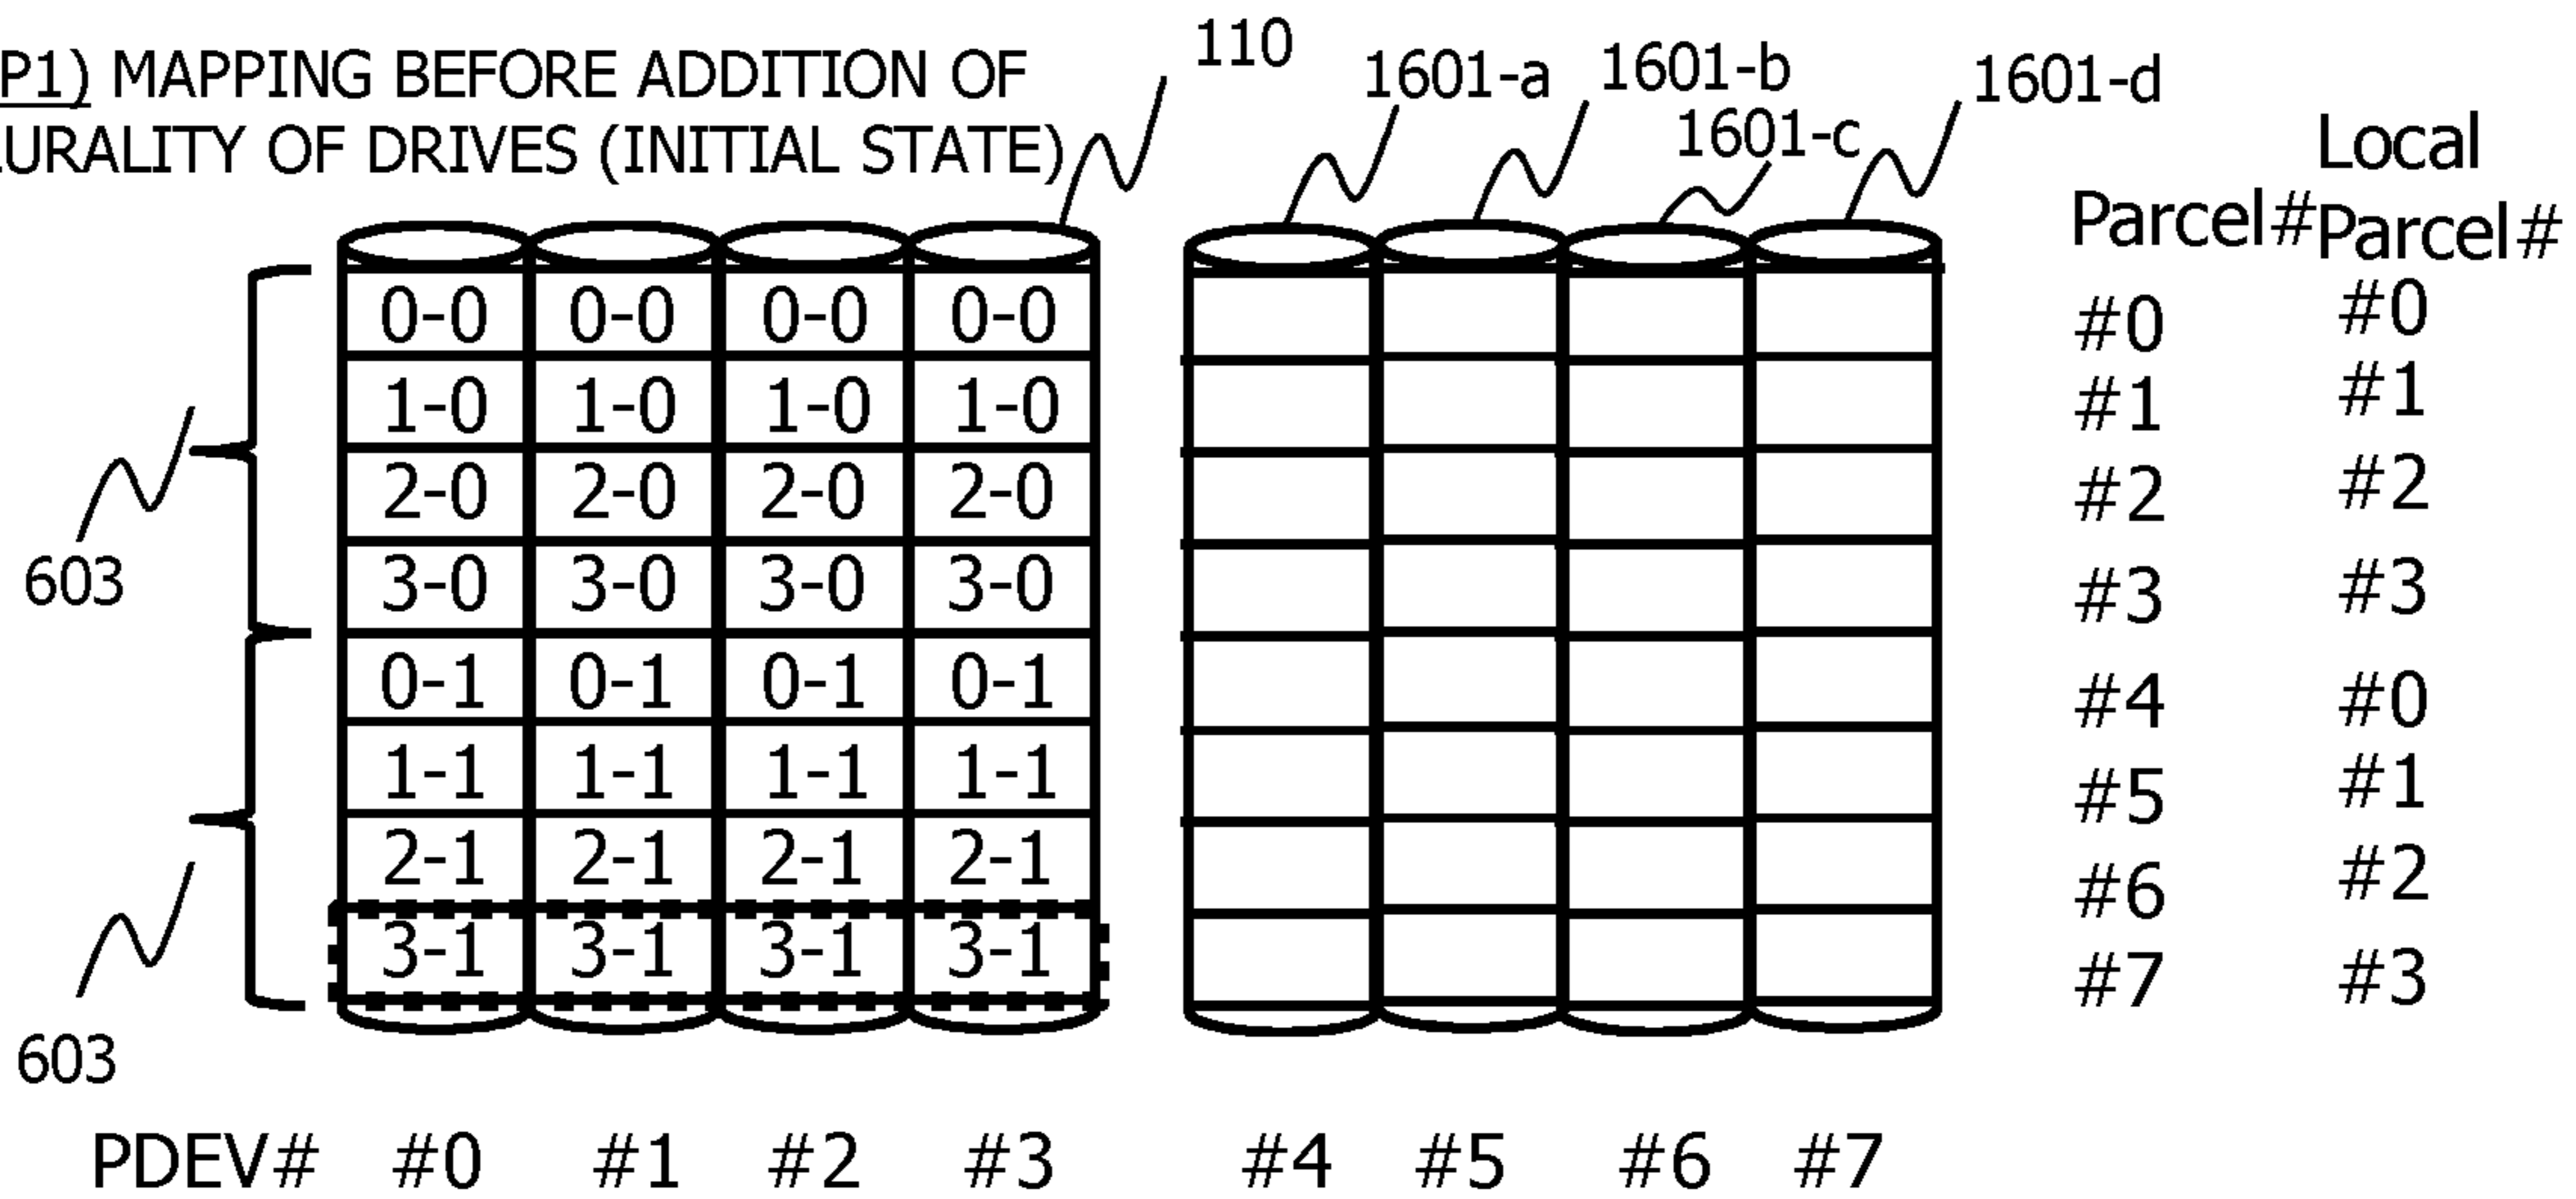 P1) MAPPING BEFORE ADDITION OF
URALITY OF DRIVES (INITIAL STATE)
110
1601-a
1601-b
1601-c
1601-d
Parcel#
Local
Parcel#
603
603
0-0 0-0 0-0 0-0
1-0 1-0 1-0 1-0
2-0 2-0 2-0 2-0
3-0 3-0 3-0 3-0
0-1 0-1 0-1 0-1
1-1 1-1 1-1 1-1
2-1 2-1 2-1 2-1
3-1 3-1 3-1 3-1
#0 #0
#1 #1
#2 #2
#3 #3
#4 #0
#5 #1
#6 #2
#7 #3
PDEV# #0 #1 #2 #3 #4 #5 #6 #7